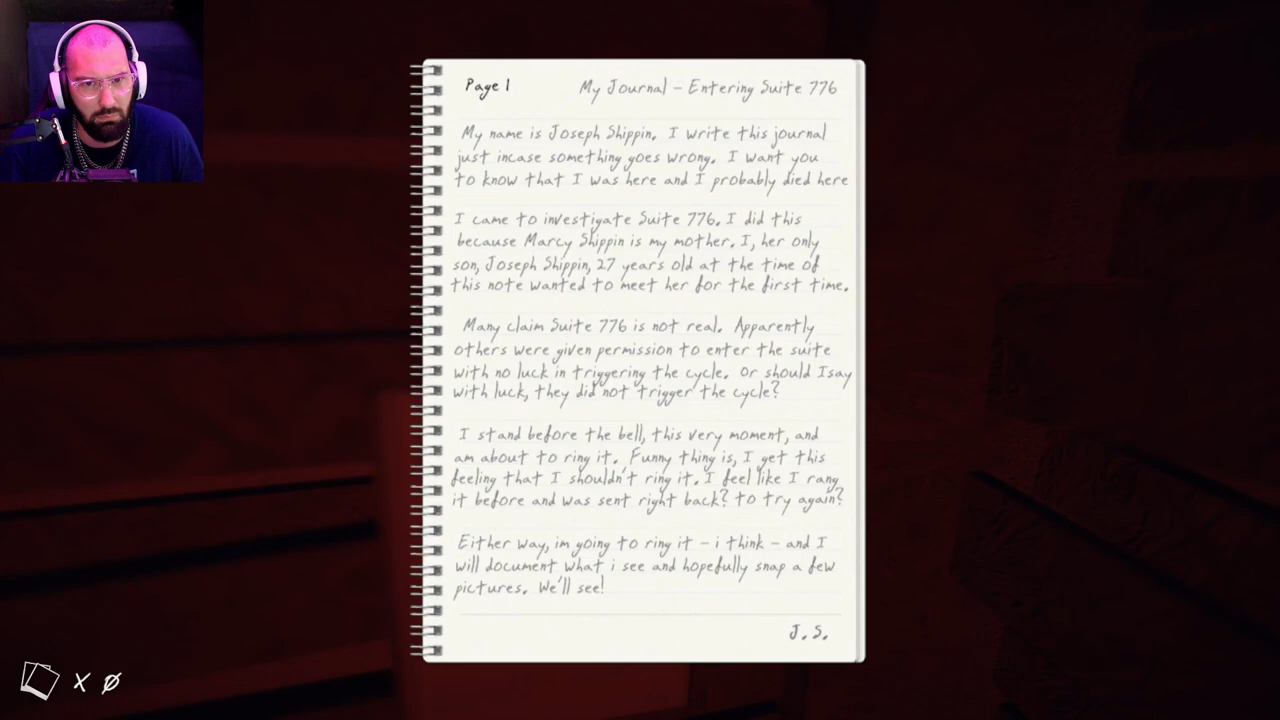 Page 1
My Journal - Entering Suite 776
My name is Joseph Shippin. I write this journal
just incase something goes wrong. I want you
to know that I was here and I probably died here
I came to investigate Suite 776. I did this
because Marcy Shippin is my mother. I, her only
son, Joseph Shippin, 27 years old at the time of
this note wanted to meet her for the first time.
Many claim Suite 776 is not real. Apparently
others were given permission to enter the suite
with no luck in triggering the cycle. Or should I say
with luck, they did not trigger the cycle?
I stand before the bell, this very moment, and
am about to ring it. Funny thing is, I get this
feeling that I shouldn't ring it. I feel like I rang
it before and was sent right back? to try again?
Either way, im going to ring it - i think - and I
will document what i see and hopefully snap a few
pictures. We'll see!
J.S.
X 0